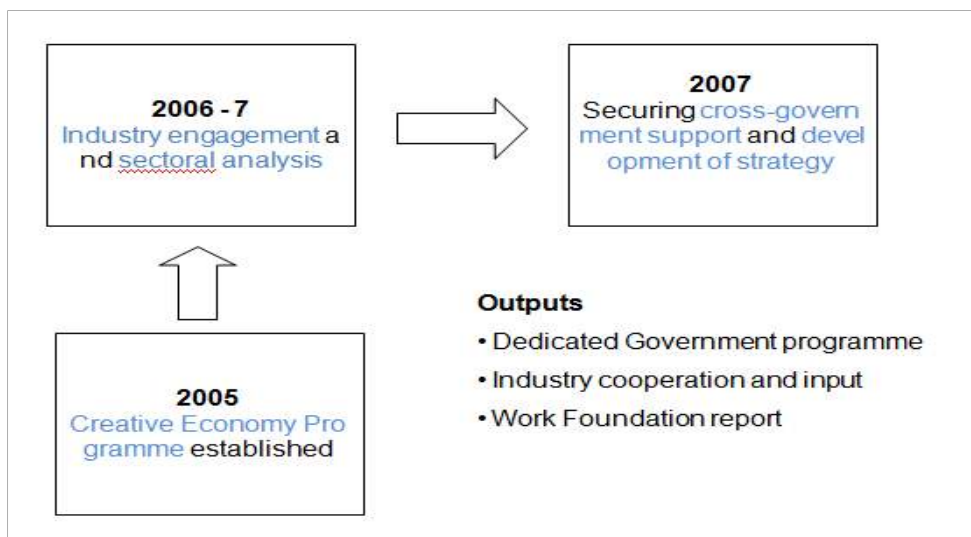 2006 - 7
Industry engagement a
nd sectoral analysis
2007
Securing cross-govern
ment support and devel
opment of strategy
2005
Creative Economy Pro
gramme established
Outputs
• Dedicated Government programme
• Industry cooperation and input
• Work Foundation report